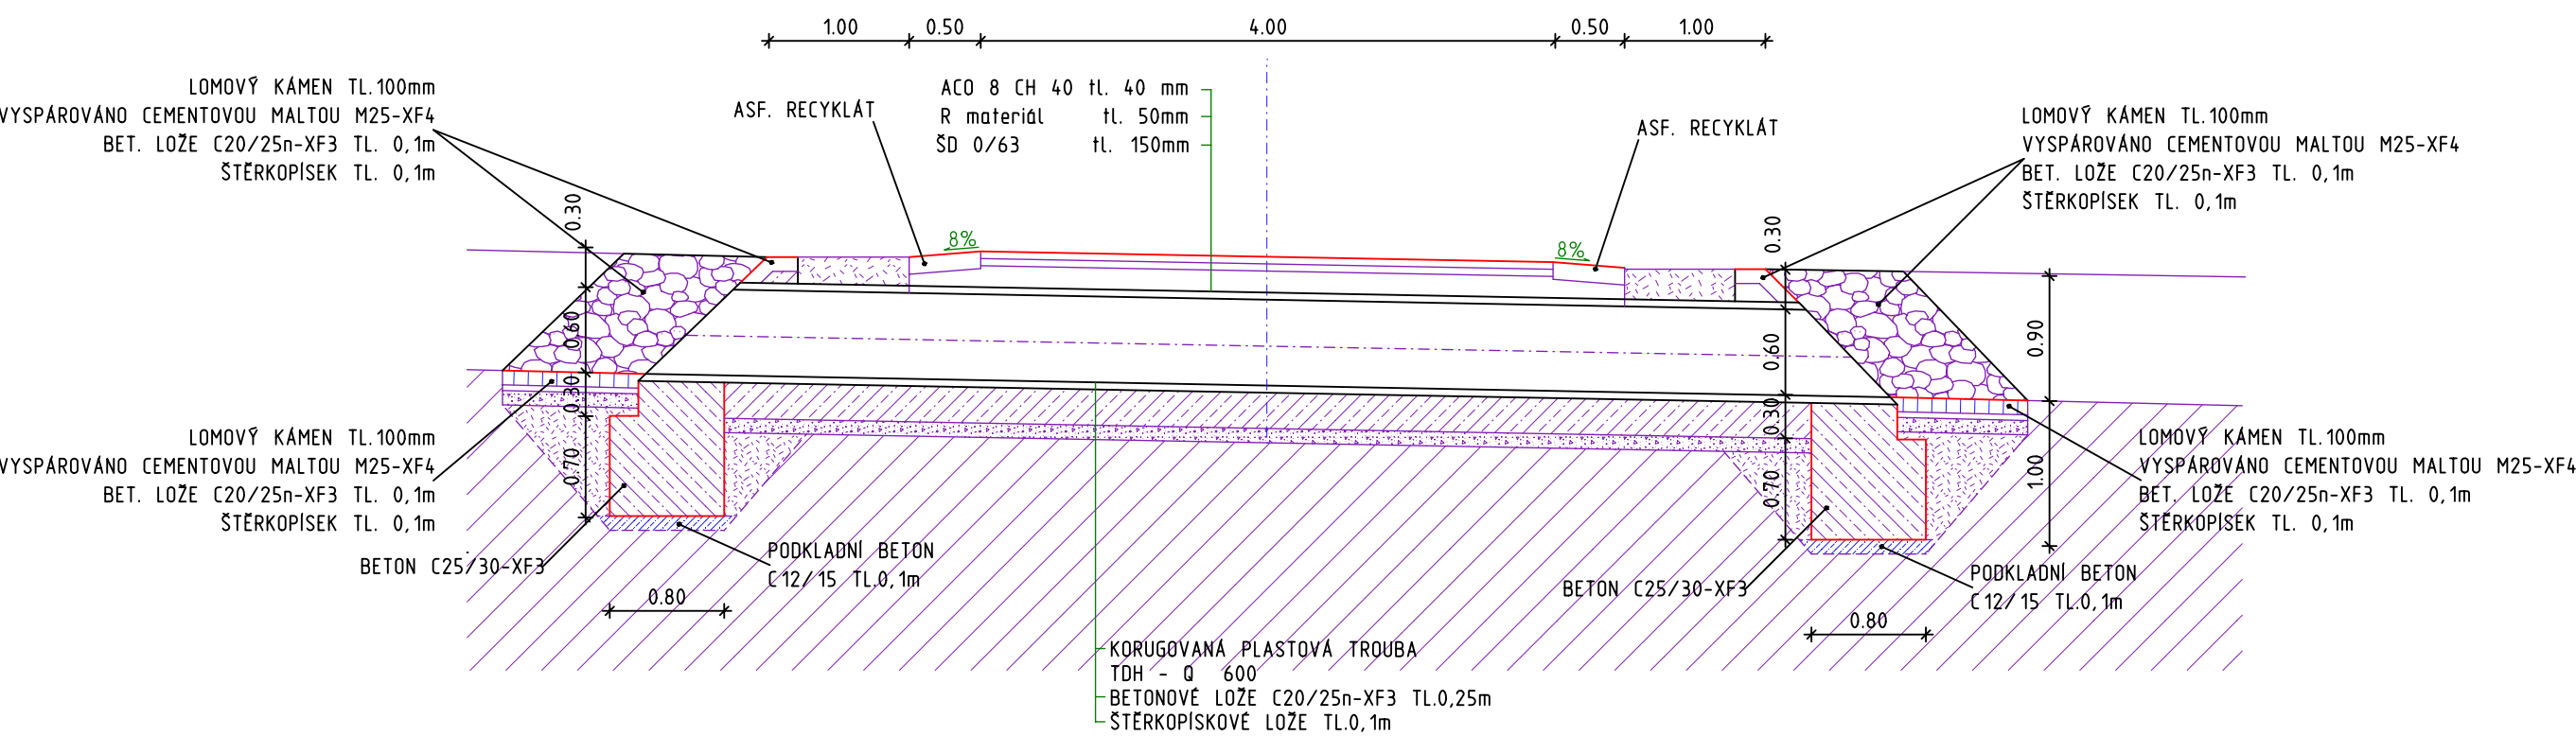 1.00 0.50 4.00 0.50 1.00
LOMOVÝ KÁMEN TL.100mm
VYSPÁROVÁNO CEMENTOVOU MALTOU M25-XF4
BET. LOŽE C20/25n-XF3 TL. 0,1m
ŠTĚRKOPÍSEK TL. 0,1m
ASF. RECYKLÁT
ACO 8 CH 40 tl. 40 mm
R materiál tl. 50mm
ŠD 0/63 tl. 150mm
ASF. RECYKLÁT
LOMOVÝ KÁMEN TL.100mm
VYSPÁROVÁNO CEMENTOVOU MALTOU M25-XF4
BET. LOŽE C20/25n-XF3 TL. 0,1m
ŠTĚRKOPÍSEK TL. 0,1m
8%
8%
0.30
0.60
0.30
0.70
0.30
0.60
0.30
0.70
0.90
1.00
LOMOVÝ KÁMEN TL.100mm
VYSPÁROVÁNO CEMENTOVOU MALTOU M25-XF4
BET. LOŽE C20/25n-XF3 TL. 0,1m
ŠTĚRKOPÍSEK TL. 0,1m
BETON C25/30-XF3
PODKLADNÍ BETON
C12/15 TL.0,1m
0.80
LOMOVÝ KÁMEN TL.100mm
VYSPÁROVÁNO CEMENTOVOU MALTOU M25-XF4
BET. LOŽE C20/25n-XF3 TL. 0,1m
ŠTĚRKOPÍSEK TL. 0,1m
BETON C25/30-XF3
PODKLADNÍ BETON
C12/15 TL.0,1m
0.80
KORUGOVANÁ PLASTOVÁ TROUBA
TDH - Q 600
BETONOVÉ LOŽE C20/25n-XF3 TL.0,25m
ŠTĚRKOPÍSKOVÉ LOŽE TL.0,1m